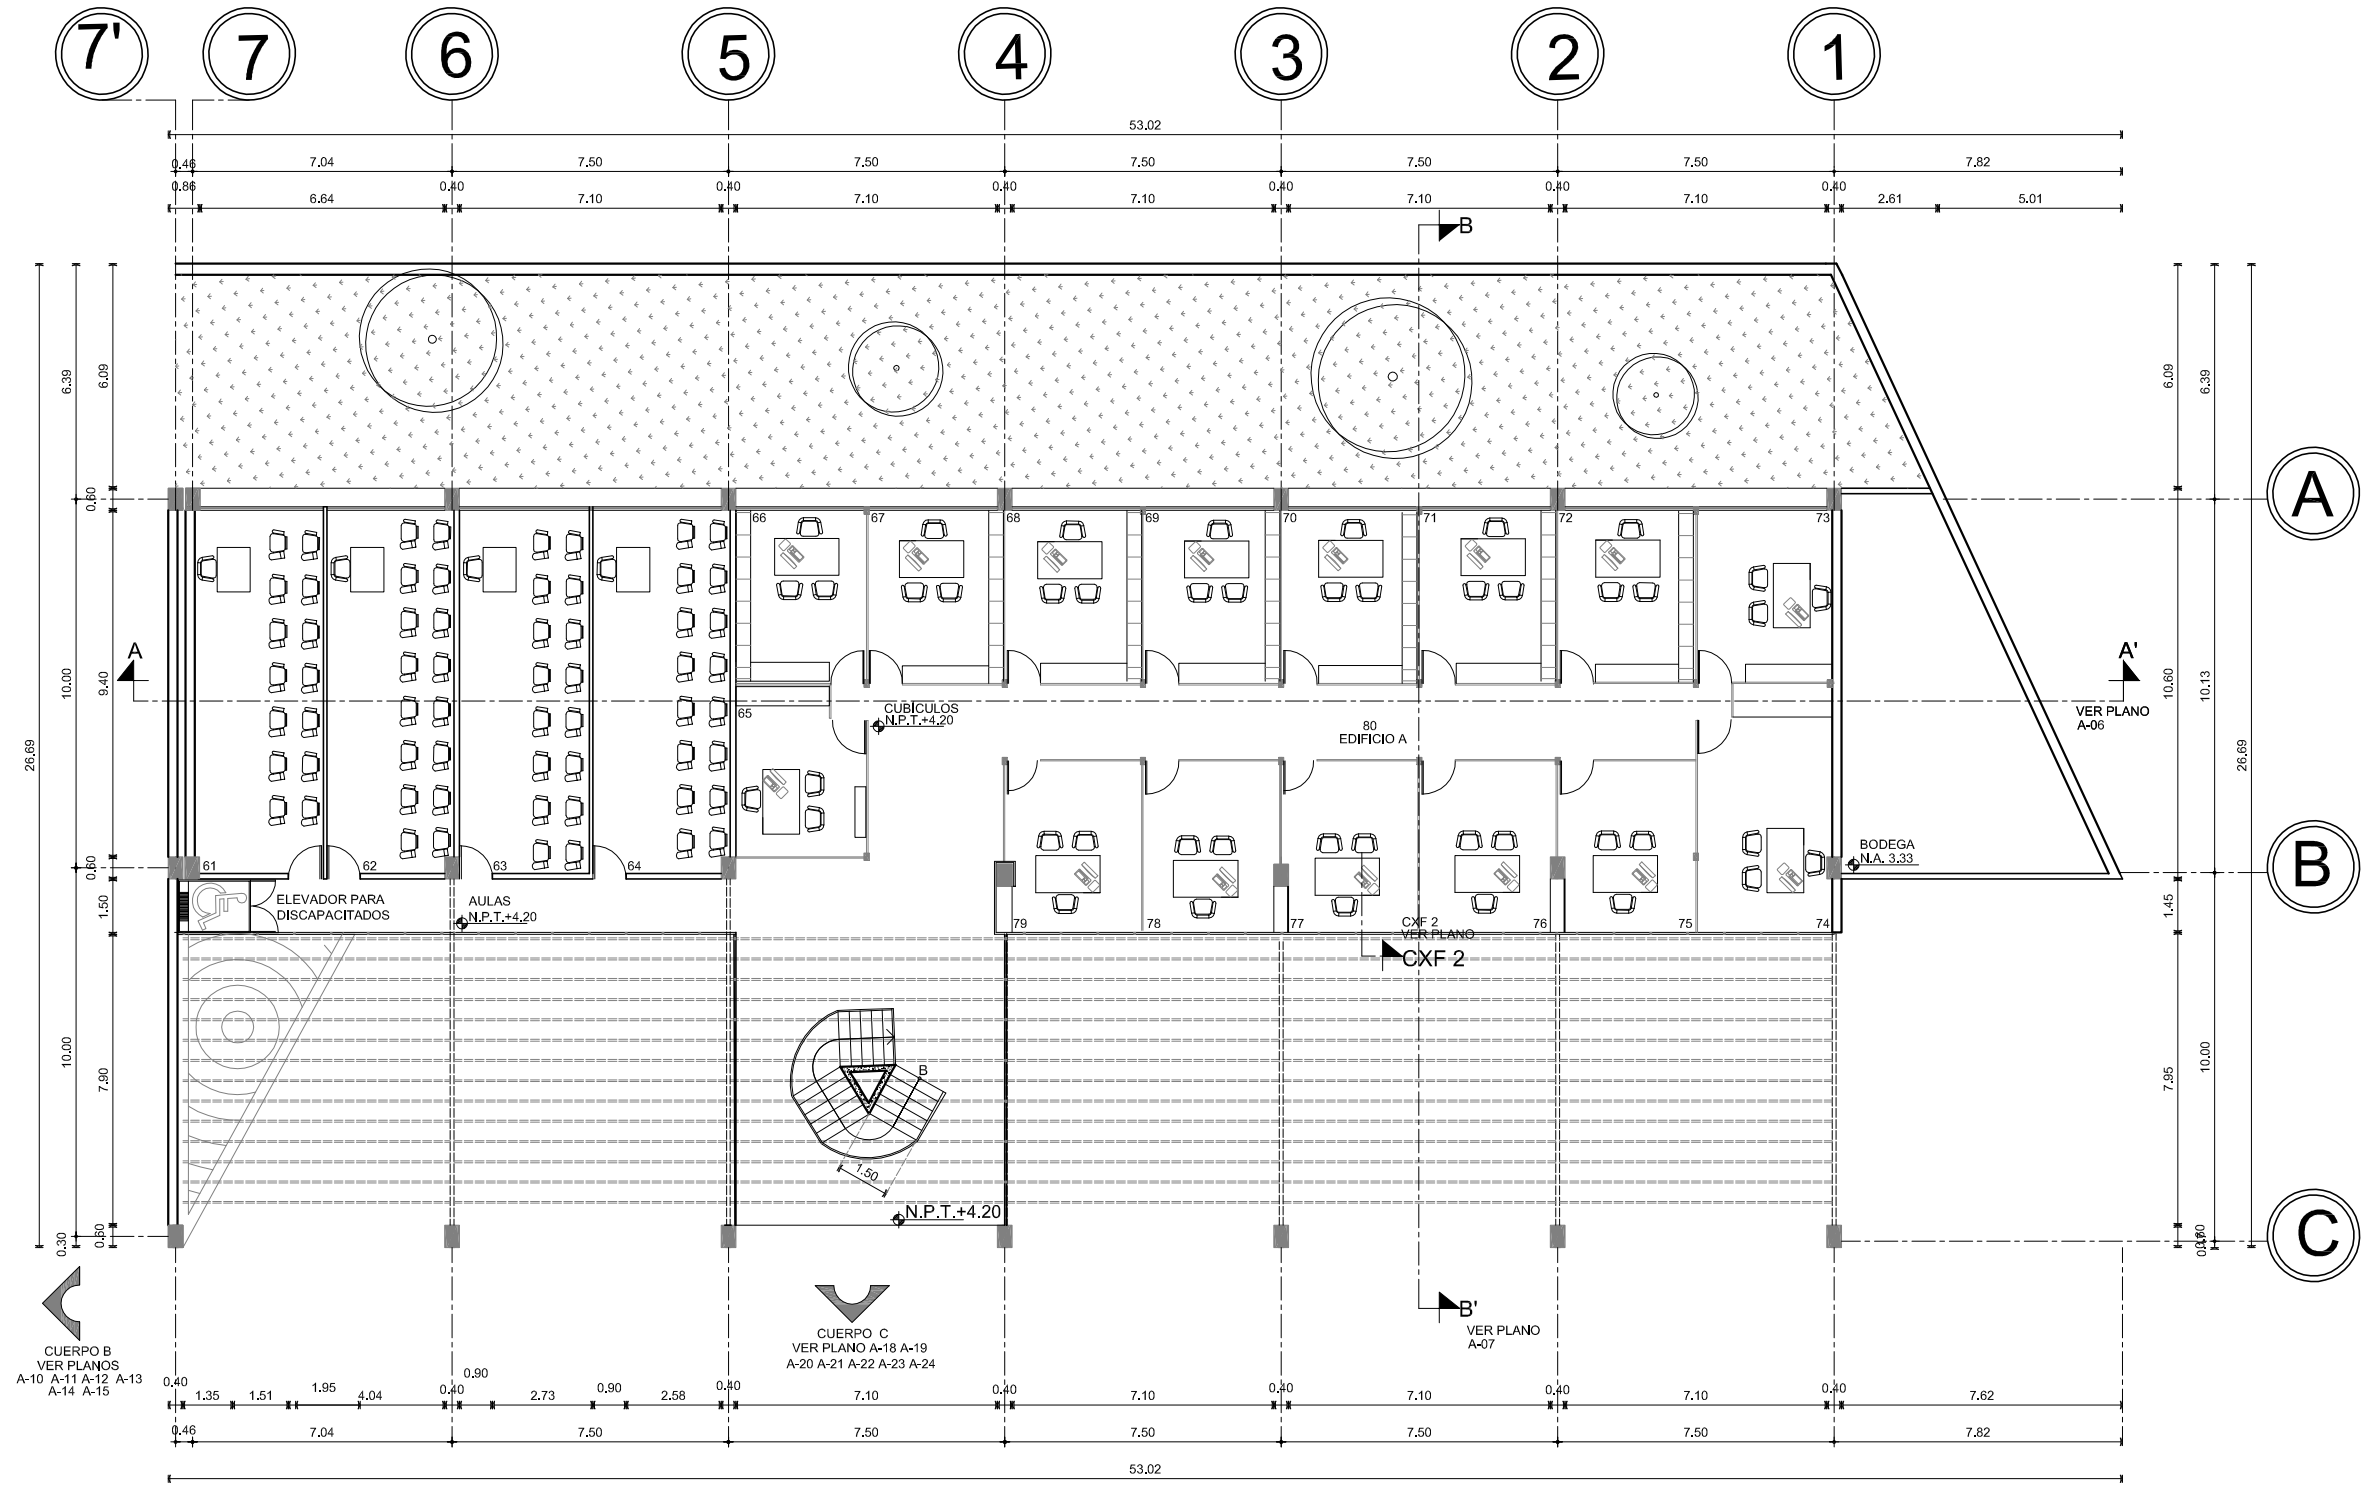 7' 7 6 5 4 3 2 1
53.02
0.46 7.04 7.50 7.50 7.50 7.50 7.50 7.82
0.86 0.40 0.40 0.40 0.40 0.40 0.40
6.64 7.10 7.10 7.10 7.10 7.10 2.61 5.01
B
6.39 6.09 6.09 6.39
A
0.60
66 67 68 69 70 71 72 73
A A'
26.69 10.00 9.40 10.60 10.13 26.69
65
CUBÍCULOS
N.P.T.+4.20
80
EDIFICIO A
VER PLANO
A-06
BODEGA
N.A. 3.33
B
0.60
61 62 63 64
ELEVADOR PARA
DISCAPACITADOS
AULAS
N.P.T.+4.20
1.50 1.45
79 78 77 76 75 74
CXF 2
VER PLANO
CXF 2
10.00 7.90 7.95 10.00
B
1.50
N.P.T.+4.20
0.30 0.60
C
B'
VER PLANO
A-07
CUERPO B
VER PLANOS
A-10 A-11 A-12 A-13
A-14 A-15
CUERPO C
VER PLANO A-18 A-19
A-20 A-21 A-22 A-23 A-24
0.40 1.35 1.51 1.95 4.04 0.40 0.90 2.73 0.90 2.58 0.40 7.10 0.40 7.10 0.40 7.10 0.40 7.10 0.40 7.62
0.46 7.04 7.50 7.50 7.50 7.50 7.50 7.82
53.02